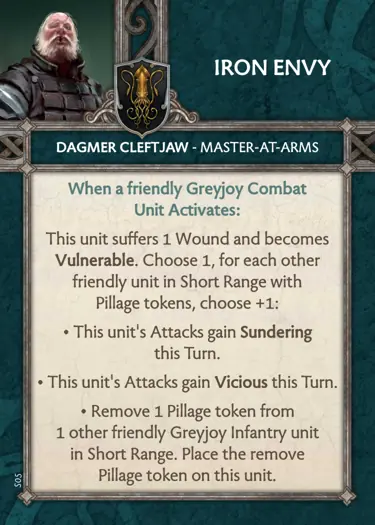 IRON ENVY
DAGMER CLEFTJAW - MASTER-AT-ARMS
When a friendly Greyjoy Combat
Unit Activates:
This unit suffers 1 Wound and becomes
Vulnerable. Choose 1, for each other
friendly unit in Short Range with
Pillage tokens, choose +1:
• This unit's Attacks gain Sundering
this Turn.
• This unit's Attacks gain Vicious this Turn.
• Remove 1 Pillage token from
1 other friendly Greyjoy Infantry unit
in Short Range. Place the remove
Pillage token on this unit.
S05